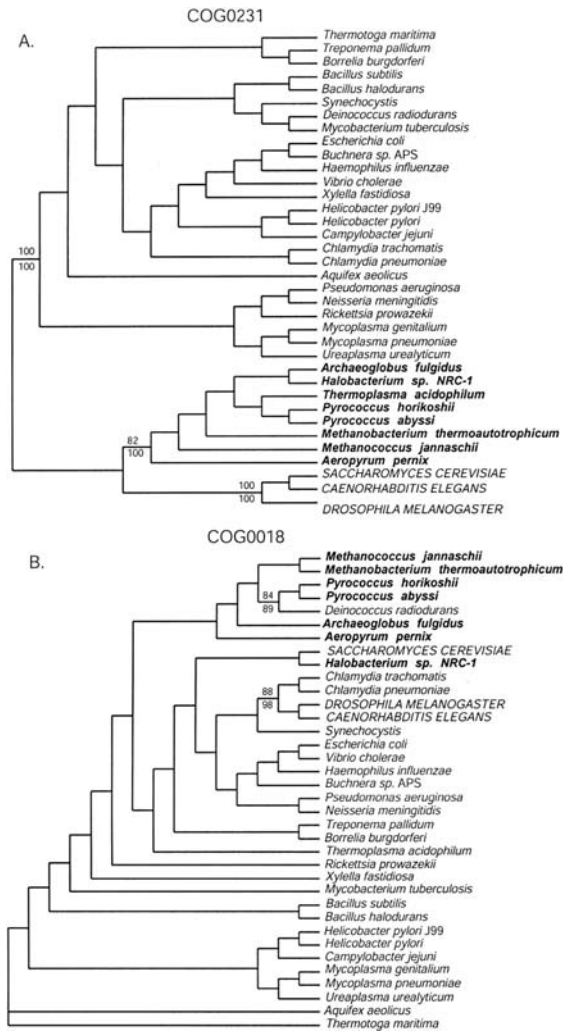 COG0231
A.
Thermotoga maritima
Treponema pallidum
Borrelia burgdorferi
Bacillus subtilis
Bacillus halodurans
Synechocystis
Deinococcus radiodurans
Mycobacterium tuberculosis
Escherichia coli
Buchnera sp. APS
Haemophilus influenzae
Vibrio cholerae
Xylella fastidiosa
Helicobacter pylori J99
Helicobacter pylori
Campylobacter jejuni
100
Chlamydia trachomatis
100
Chlamydia pneumoniae
Aquifex aeolicus
Pseudomonas aeruginosa
Neisseria meningitidis
Rickettsia prowazekii
Mycoplasma genitalium
Mycoplasma pneumoniae
Ureaplasma urealyticum
Archaeoglobus fulgidus
Halobacterium sp. NRC-1
Thermoplasma acidophilum
Pyrococcus horikoshii
Pyrococcus abyssi
82
Methanobacterium thermoautotrophicum
100
Methanococcus jannaschii
Aeropyrum pernix
SACCHAROMYCES CEREVISIAE
100
CAENORHABDITIS ELEGANS
100
DROSOPHILA MELANOGASTER
COG0018
B.
Methanococcus jannaschii
Methanobacterium thermoautotrophicum
Pyrococcus horikoshii
84
Pyrococcus abyssi
89
Deinococcus radiodurans
Archaeoglobus fulgidus
Aeropyrum pernix
SACCHAROMYCES CEREVISIAE
Halobacterium sp. NRC-1
Chlamydia trachomatis
88
Chlamydia pneumoniae
98
DROSOPHILA MELANOGASTER
CAENORHABDITIS ELEGANS
Synechocystis
Escherichia coli
Vibrio cholerae
Haemophilus influenzae
Buchnera sp. APS
Pseudomonas aeruginosa
Neisseria meningitidis
Treponema pallidum
Borrelia burgdorferi
Thermoplasma acidophilum
Rickettsia prowazekii
Xylella fastidiosa
Mycobacterium tuberculosis
Bacillus subtilis
Bacillus halodurans
Helicobacter pylori J99
Helicobacter pylori
Campylobacter jejuni
Mycoplasma genitalium
Mycoplasma pneumoniae
Ureaplasma urealyticum
Aquifex aeolicus
Thermotoga maritima